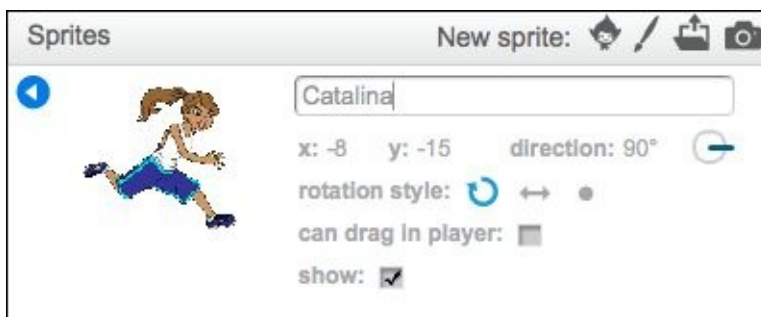 Sprites New sprite:
Catalina
x: -8 y: -15 direction: 90°
rotation style:
can drag in player:
show: